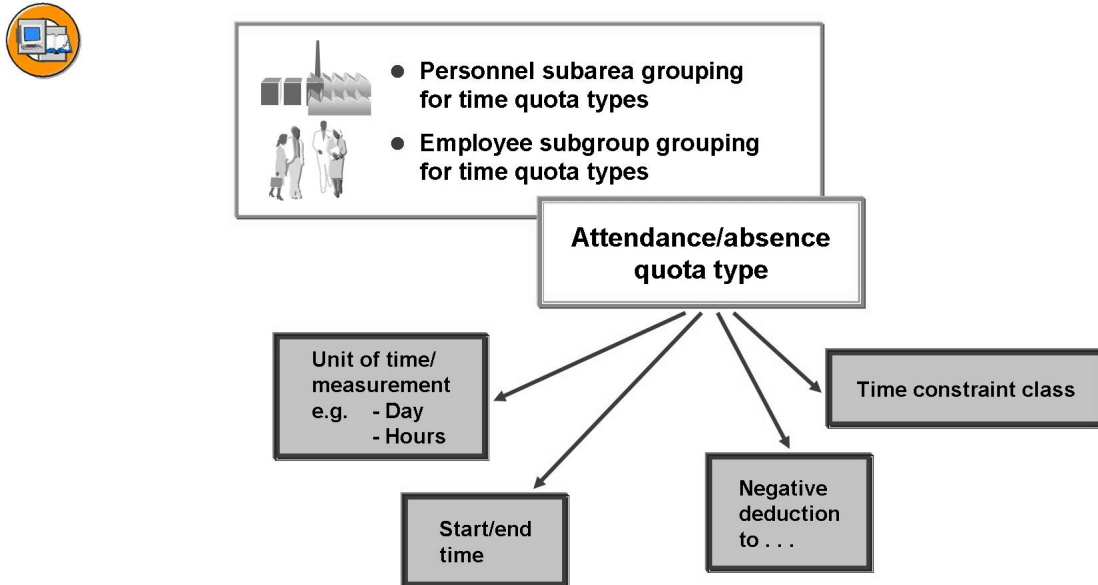 ● Personnel subarea grouping
for time quota types
● Employee subgroup grouping
for time quota types
Attendance/absence
quota type
Unit of time/
measurement
e.g. - Day
- Hours
Start/end
time
Negative
deduction
to . . .
Time constraint class